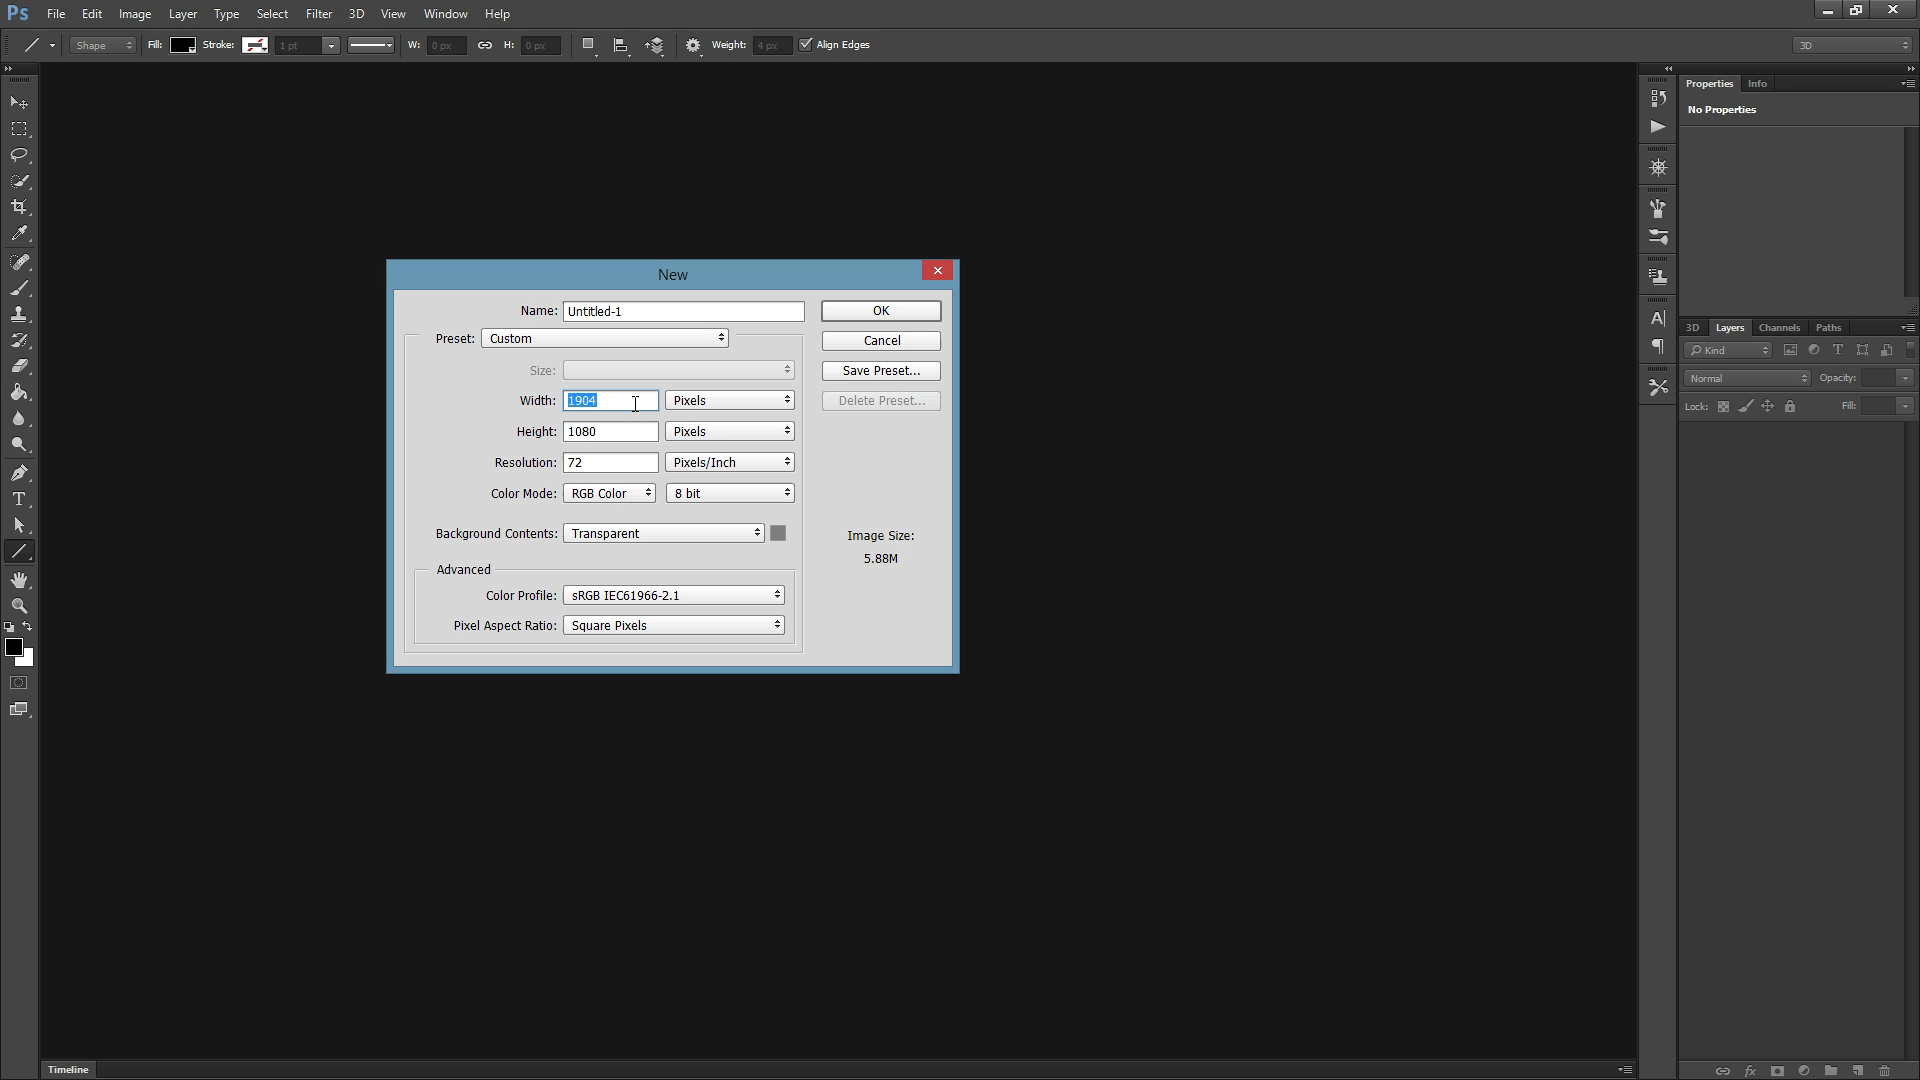 Ps File Edit Image Layer Type Select Filter 3D View Window Help
Shape Fill: Stroke: 1 pt W: 0 px H: 0 px Weight: 4 px Align Edges 3D
Properties Info
No Properties
New
Name: Untitled-1 OK
Preset: Custom Cancel
Size: Save Preset...
Width: 1904 Pixels Delete Preset...
Height: 1080 Pixels
Resolution: 72 Pixels/Inch
Color Mode: RGB Color 8 bit
Background Contents: Transparent
Image Size:
5.88M
Advanced
Color Profile: sRGB IEC61966-2.1
Pixel Aspect Ratio: Square Pixels
3D Layers Channels Paths
Kind
Normal Opacity:
Lock: Fill:
Timeline